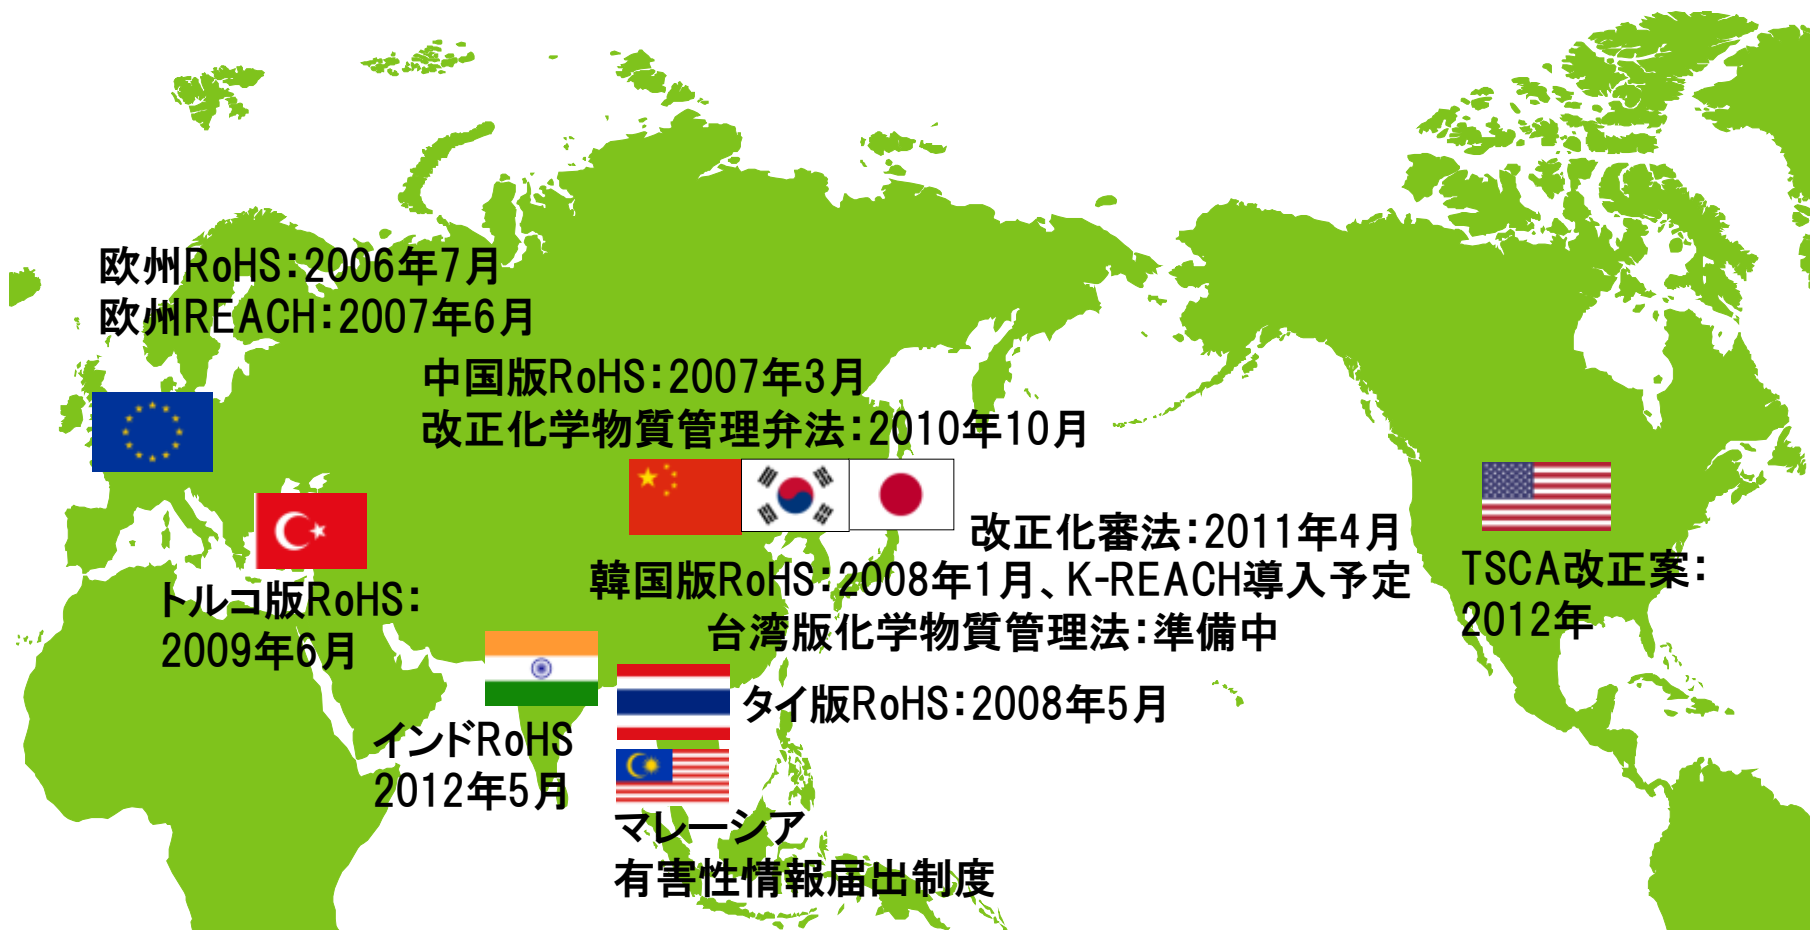 欧州RoHS：2006年7月
欧州REACH：2007年6月
中国版RoHS：2007年3月
改正化学物質管理弁法：2010年10月
改正化審法：2011年4月
韓国版RoHS：2008年1月、K-REACH導入予定
台湾版化学物質管理法：準備中
TSCA改正案：
2012年
トルコ版RoHS：
2009年6月
タイ版RoHS：2008年5月
インドRoHS
2012年5月
マレーシア
有害性情報届出制度